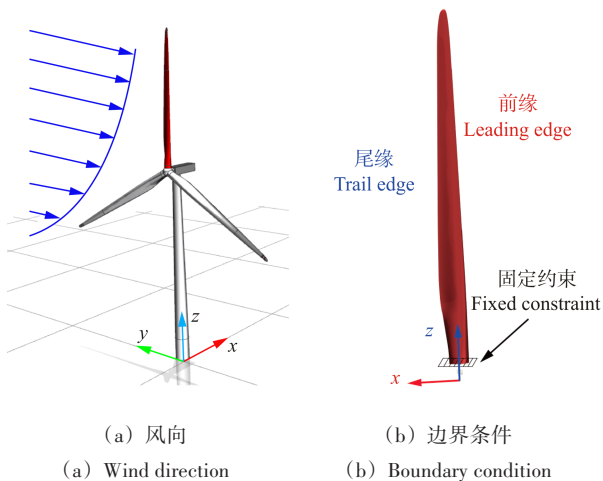 z
y
x
前缘
Leading edge
尾缘
Trail edge
固定约束
Fixed constraint
z
x
(a) 风向
(a) Wind direction
(b) 边界条件
(b) Boundary condition